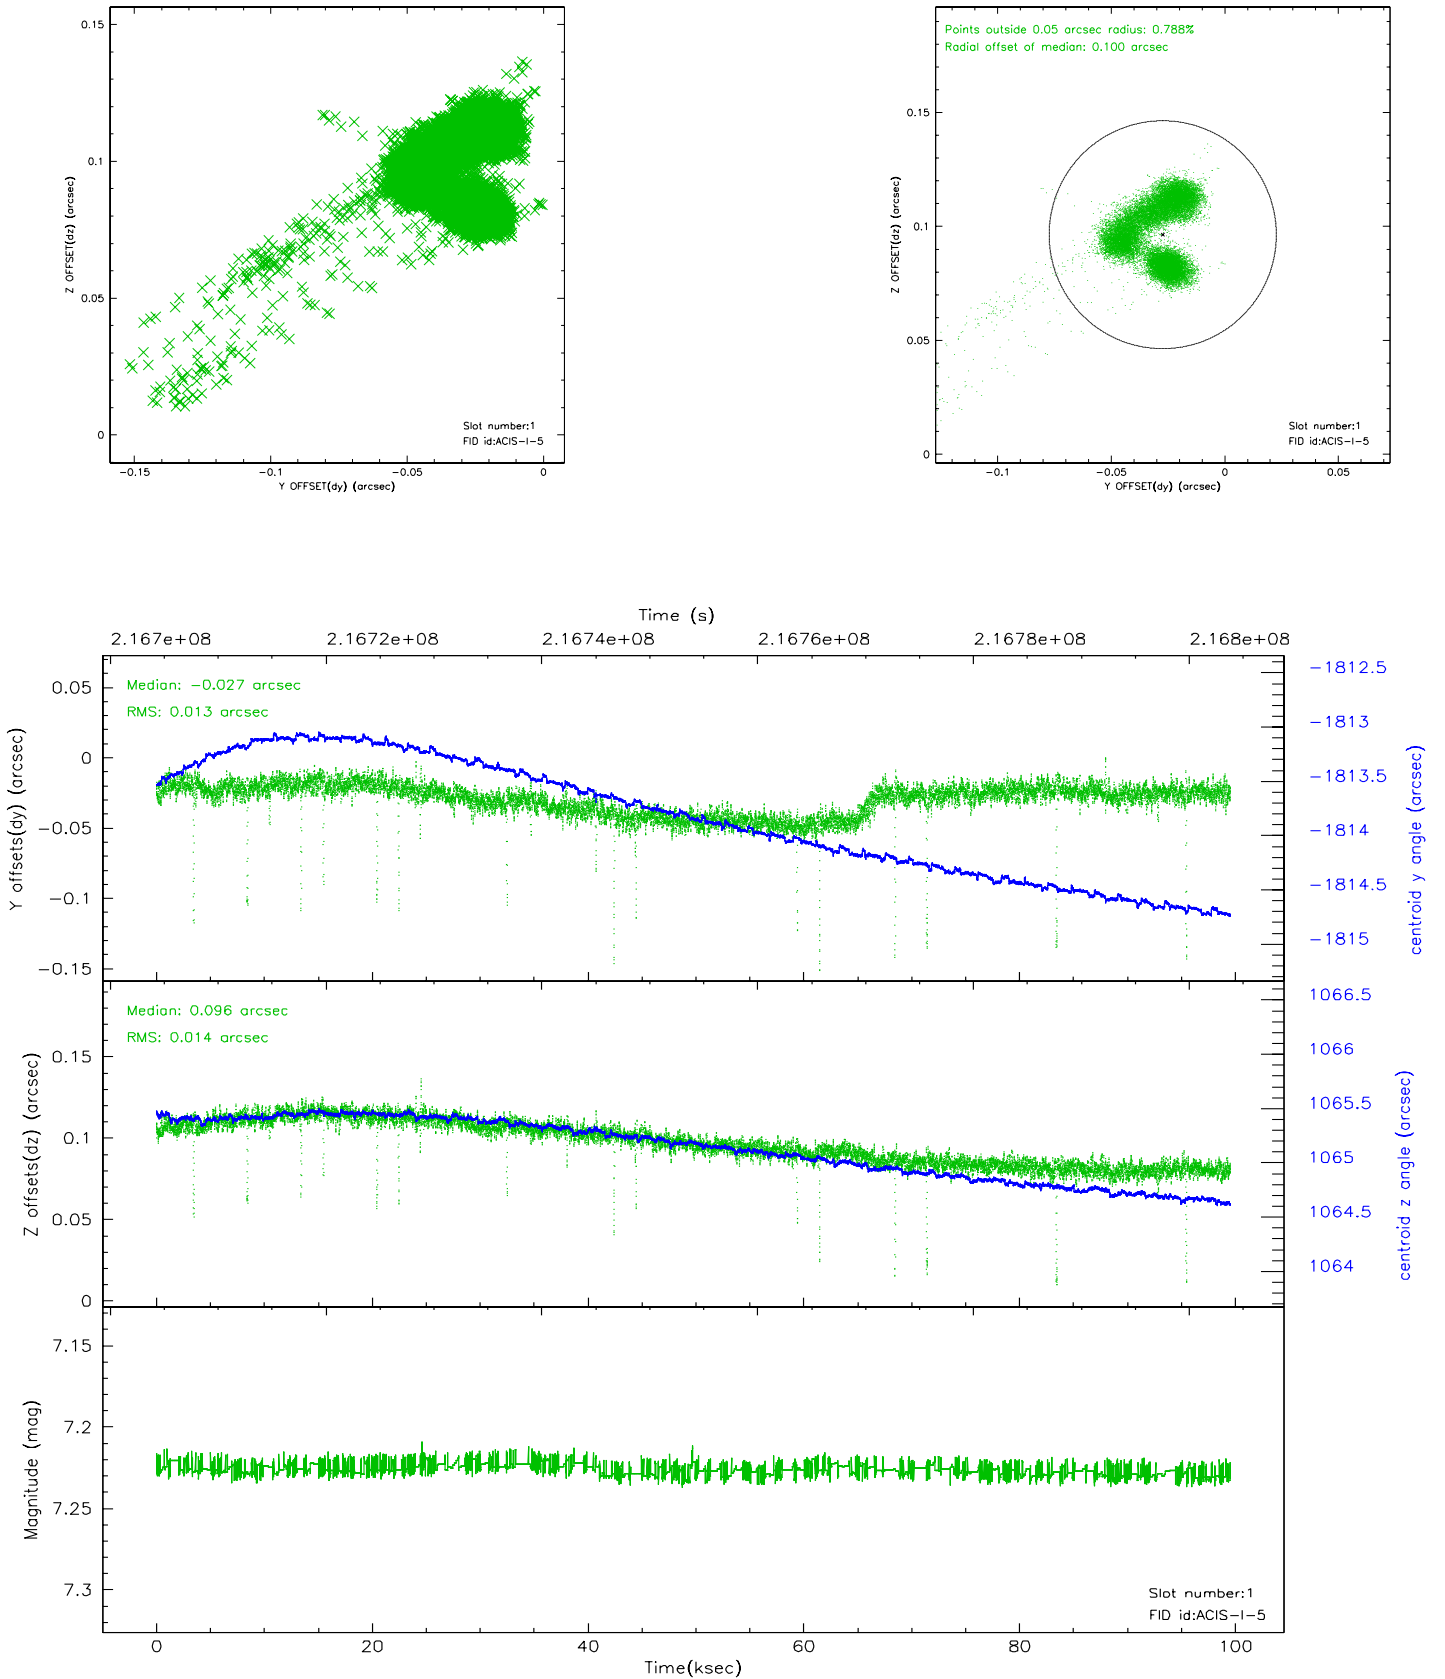 0.15
0.1
0.05
0
Z OFFSET(dz) (arcsec)
Slot number:1
FID id:ACIS-I-5
-0.15
-0.1
-0.05
0
Y OFFSET(dy) (arcsec)
Points outside 0.05 arcsec radius: 0.788%
Radial offset of median: 0.100 arcsec
0.15
0.1
0.05
0
Z OFFSET(dz) (arcsec)
Slot number:1
FID id:ACIS-I-5
-0.1
-0.05
0
0.05
Y OFFSET(dy) (arcsec)
Time (s)
2.167e+08
2.1672e+08
2.1674e+08
2.1676e+08
2.1678e+08
2.168e+08
Median: -0.027 arcsec
RMS: 0.013 arcsec
0.05
0
-0.05
-0.1
-0.15
Y offsets(dy) (arcsec)
-1812.5
-1813
-1813.5
-1814
-1814.5
-1815
centroid y angle (arcsec)
Median: 0.096 arcsec
RMS: 0.014 arcsec
0.15
0.1
0.05
0
Z offsets(dz) (arcsec)
1066.5
1066
1065.5
1065
1064.5
1064
centroid z angle (arcsec)
7.15
7.2
7.25
7.3
Magnitude (mag)
Slot number:1
FID id:ACIS-I-5
0
20
40
60
80
100
Time(ksec)